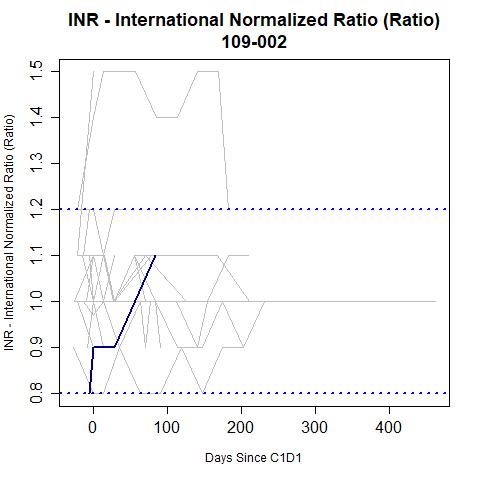 INR - International Normalized Ratio (Ratio)
109-002
INR - International Normalized Ratio (Ratio)
1.5
1.4
1.3
1.2
1.1
1.0
0.9
0.8
0 100 200 300 400
Days Since C1D1